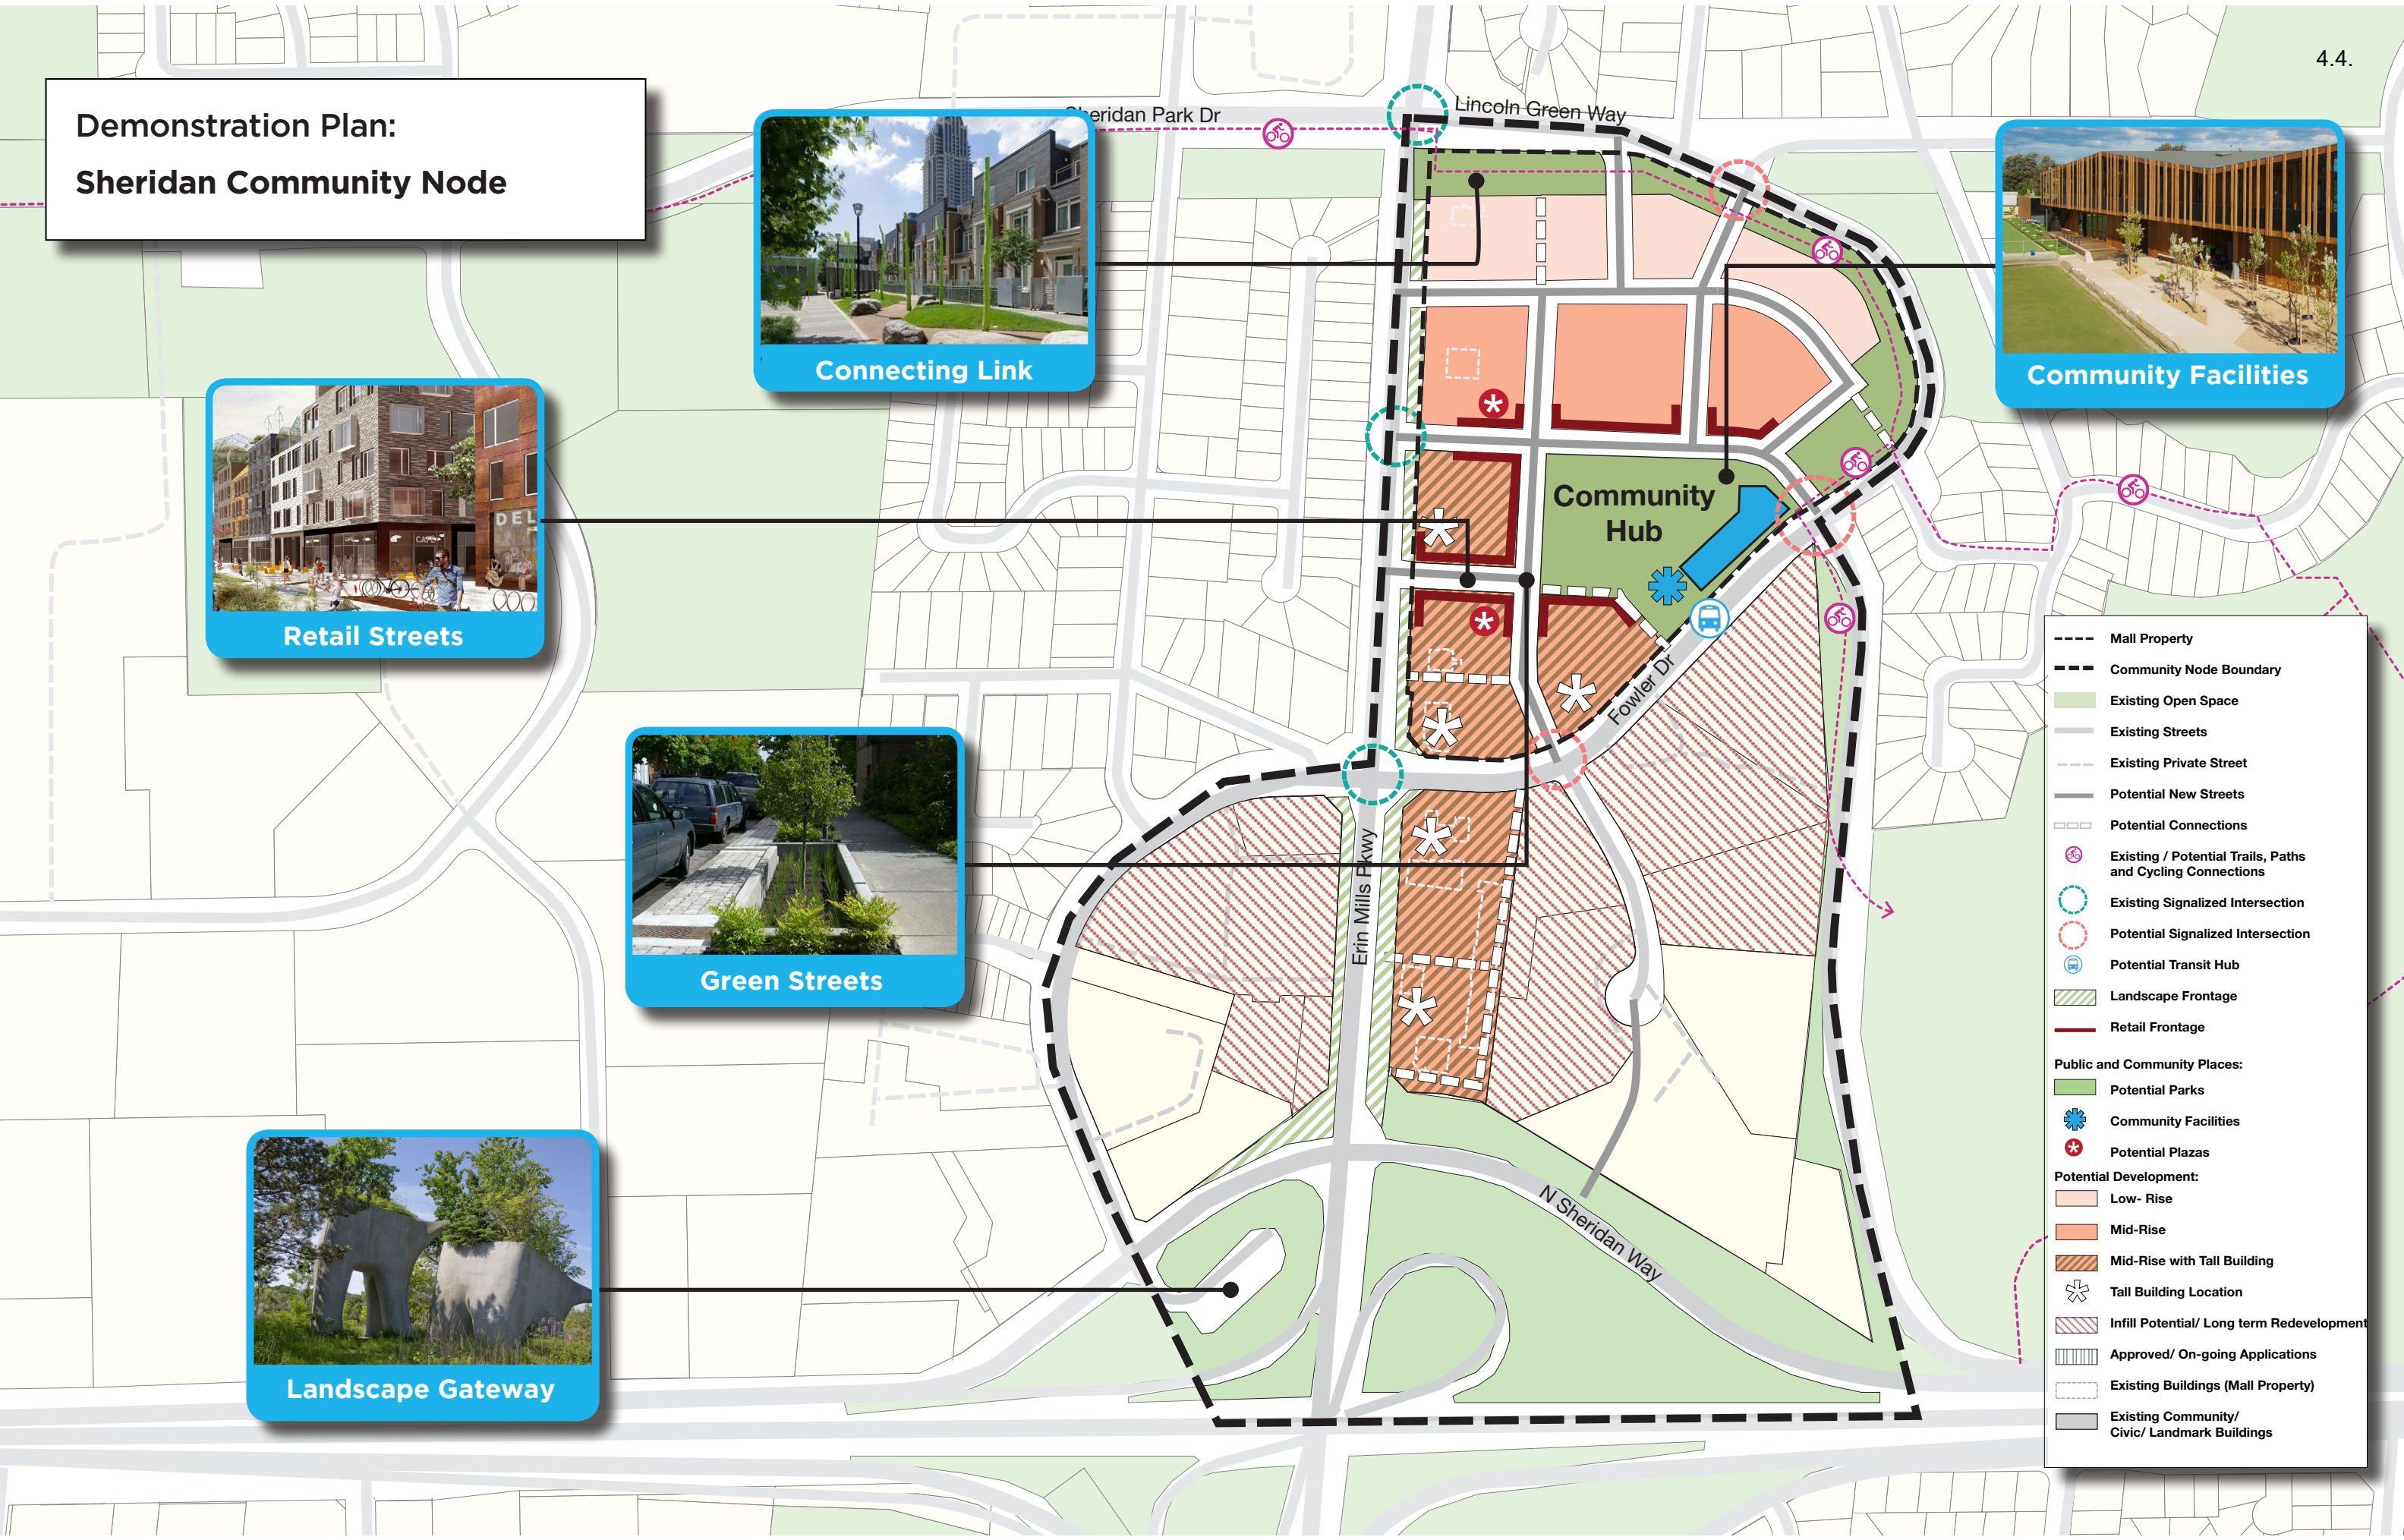 4.4.
Demonstration Plan:
Sheridan Community Node
Sheridan Park Dr
Lincoln Green Way
Connecting Link
Community Facilities
DEL
CAFE
Retail Streets
Community
Hub
Fowler Dr
Green Streets
Erin Mills Pkwy
N Sheridan Way
Landscape Gateway
Mall Property
Community Node Boundary
Existing Open Space
Existing Streets
Existing Private Street
Potential New Streets
Potential Connections
Existing / Potential Trails, Paths
and Cycling Connections
Existing Signalized Intersection
Potential Signalized Intersection
Potential Transit Hub
Landscape Frontage
Retail Frontage
Public and Community Places:
Potential Parks
Community Facilities
Potential Plazas
Potential Development:
Low- Rise
Mid-Rise
Mid-Rise with Tall Building
Tall Building Location
Infill Potential/ Long term Redevelopment
Approved/ On-going Applications
Existing Buildings (Mall Property)
Existing Community/
Civic/ Landmark Buildings